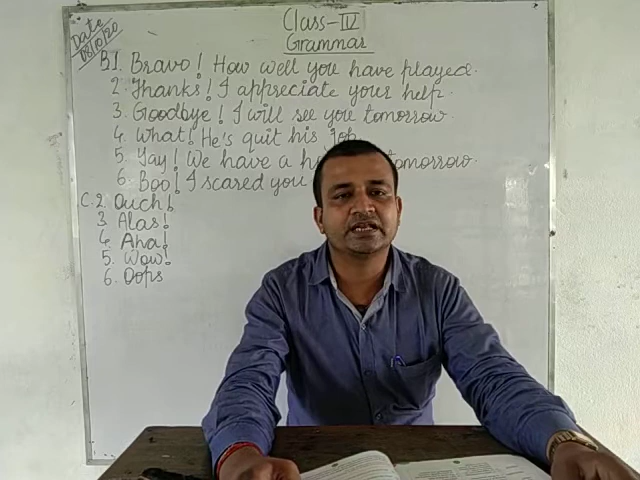 Date
08/10/20
Class-IV
Grammar
B1. Bravo! How well you have played.
2. Thanks! I appreciate your help.
3. Goodbye! I will see you tomorrow.
4. What! He's quit his Job
5. Yay! We have a tomorrow.
6. Boo! I scared you
C.2. Ouch!
3. Alas!
4. Aha!
5. Wow!
6. Oops